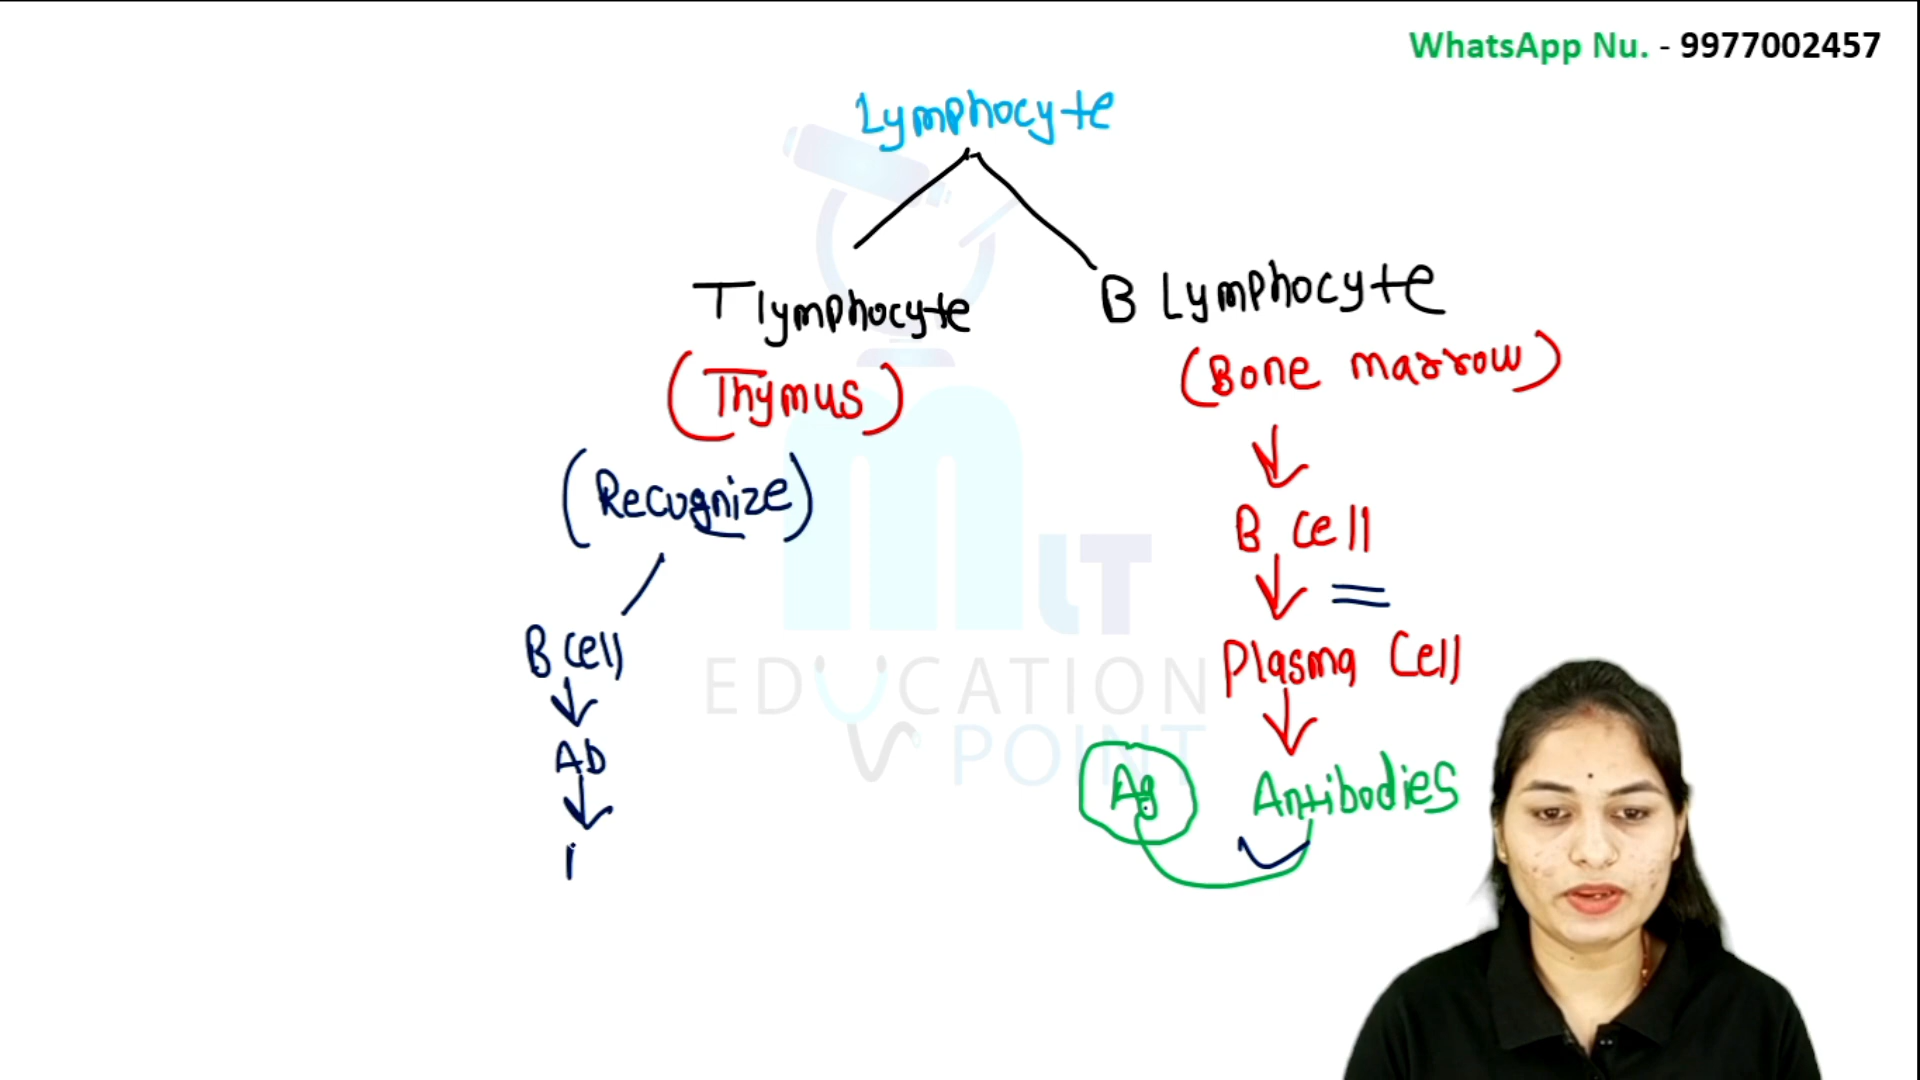 WhatsApp Nu. - 9977002457
Lymphocyte
T lymphocyte
B Lymphocyte
(Thymus)
(Bone marrow)
(Recognize)
B cell
B cell
Plasma cell
Ab
Ag
Antibodies
MLT
EDUCATION
POINT